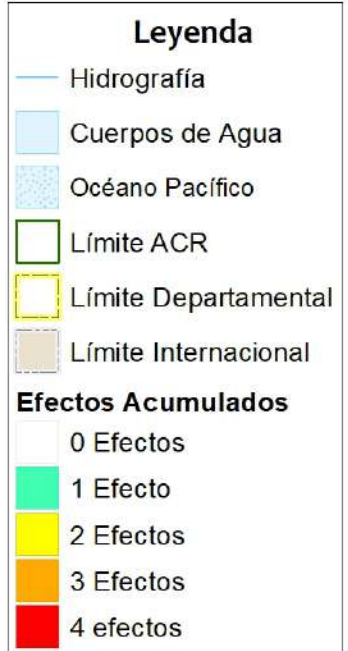 Leyenda
Hidrografía
Cuerpos de Agua
Océano Pacífico
Límite ACR
Límite Departamental
Límite Internacional
Efectos Acumulados
0 Efectos
1 Efecto
2 Efectos
3 Efectos
4 efectos